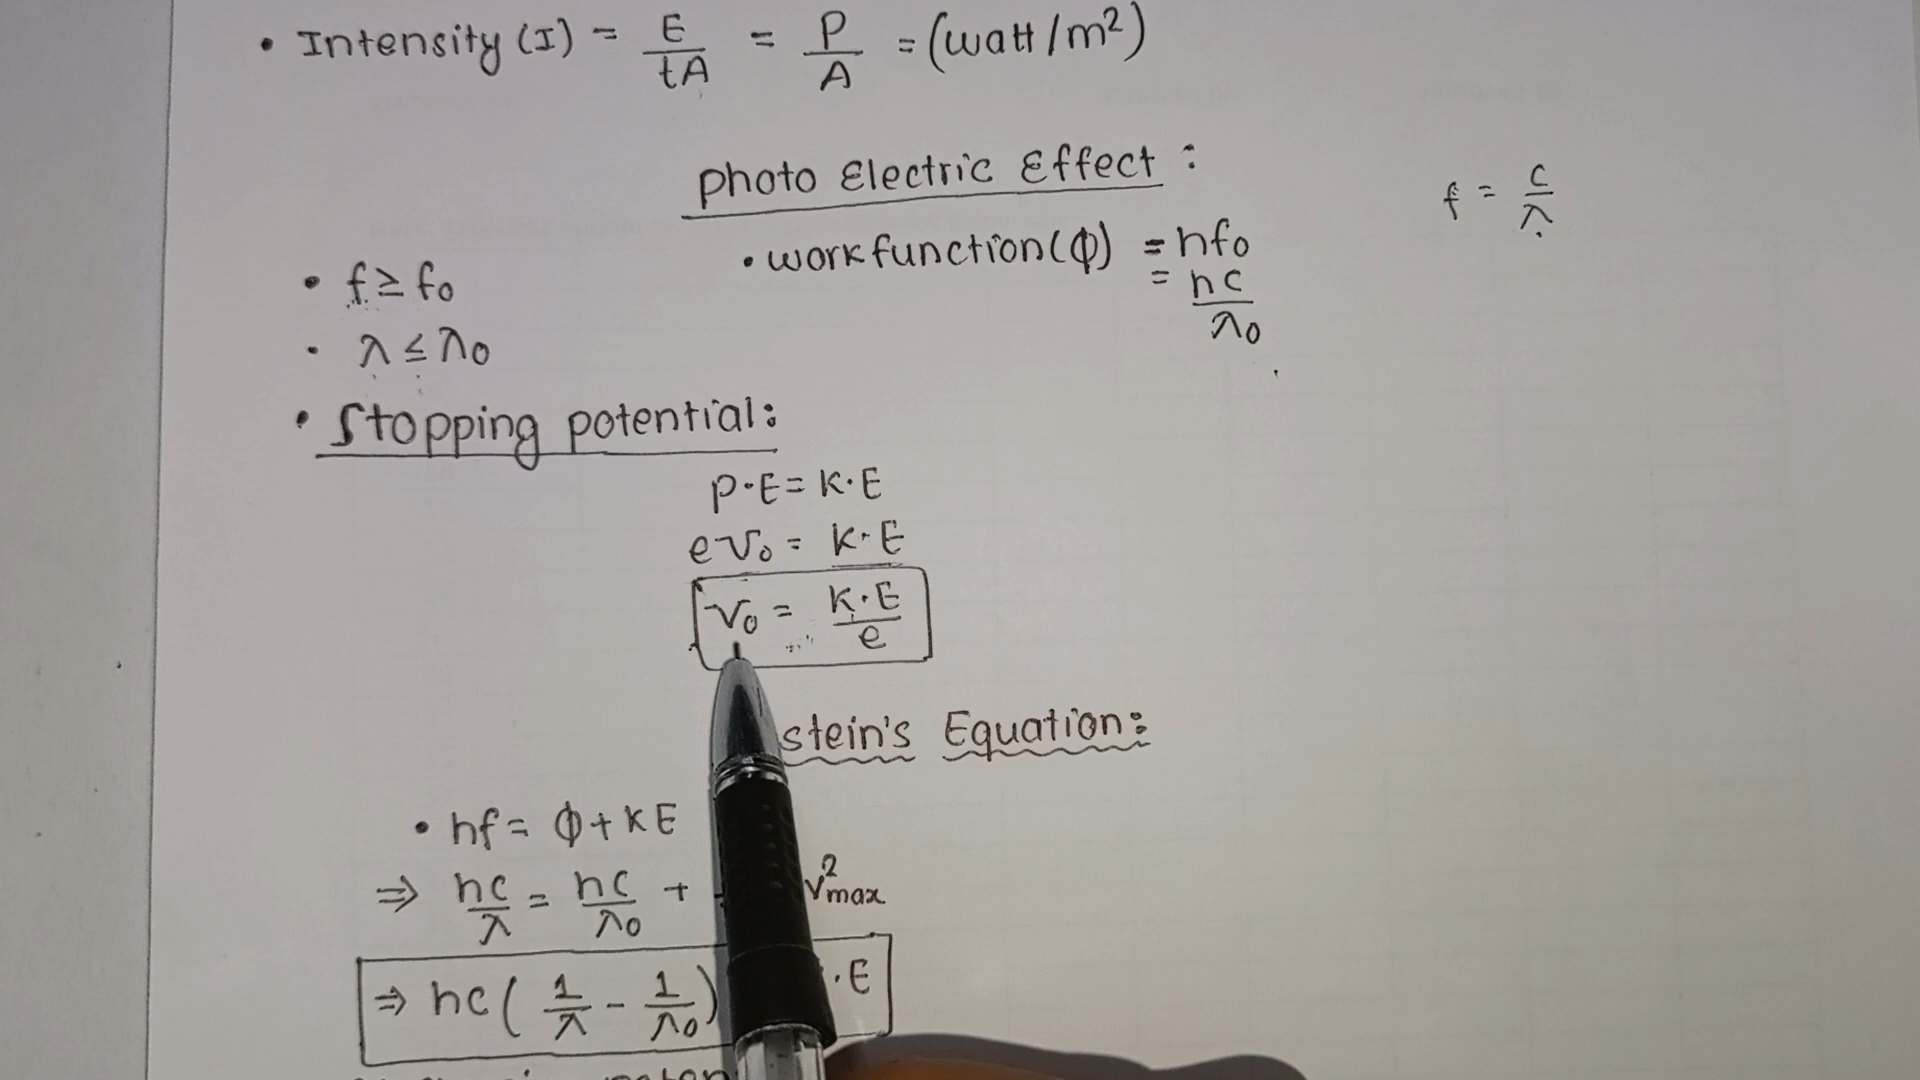 • Intensity (I) = E/tA = P/A = (watt/m²)
photo Electric Effect :
f = c/λ
• work function (ϕ) = hf₀
= hc/λ₀
• f ≥ f₀
• λ ≤ λ₀
• Stopping potential:
P·E = K·E
eV₀ = K·E
V₀ = K·E/e
stein's Equation:
• hf = ϕ + KE
⇒ hc/λ = hc/λ₀ + v²max
⇒ hc(1/λ - 1/λ₀) ·E